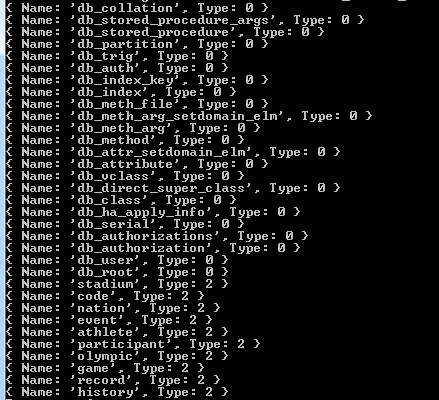 { Name: 'db_collation', Type: 0 }
{ Name: 'db_stored_procedure_args', Type: 0 }
{ Name: 'db_stored_procedure', Type: 0 }
{ Name: 'db_partition', Type: 0 }
{ Name: 'db_trig', Type: 0 }
{ Name: 'db_auth', Type: 0 }
{ Name: 'db_index_key', Type: 0 }
{ Name: 'db_index', Type: 0 }
{ Name: 'db_meth_file', Type: 0 }
{ Name: 'db_meth_arg_setdomain_elm', Type: 0 }
{ Name: 'db_meth_arg', Type: 0 }
{ Name: 'db_method', Type: 0 }
{ Name: 'db_attr_setdomain_elm', Type: 0 }
{ Name: 'db_attribute', Type: 0 }
{ Name: 'db_vclass', Type: 0 }
{ Name: 'db_direct_super_class', Type: 0 }
{ Name: 'db_class', Type: 0 }
{ Name: 'db_ha_apply_info', Type: 0 }
{ Name: 'db_serial', Type: 0 }
{ Name: 'db_authorizations', Type: 0 }
{ Name: 'db_authorization', Type: 0 }
{ Name: 'db_user', Type: 0 }
{ Name: 'db_root', Type: 0 }
{ Name: 'stadium', Type: 2 }
{ Name: 'code', Type: 2 }
{ Name: 'nation', Type: 2 }
{ Name: 'event', Type: 2 }
{ Name: 'athlete', Type: 2 }
{ Name: 'participant', Type: 2 }
{ Name: 'olympic', Type: 2 }
{ Name: 'game', Type: 2 }
{ Name: 'record', Type: 2 }
{ Name: 'history', Type: 2 }